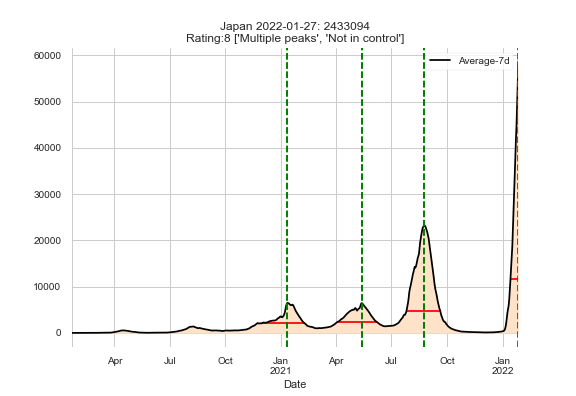 Japan 2022-01-27: 2433094
Rating:8 ['Multiple peaks', 'Not in control']
Average-7d
60000
50000
40000
30000
20000
10000
0
Apr Jul Oct Jan Apr Jul Oct Jan
2021 2022
Date